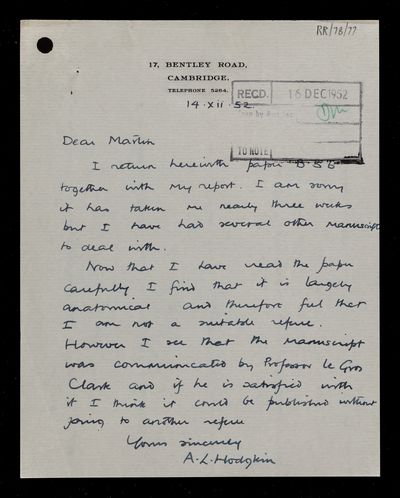 RR/78/77
17, BENTLEY ROAD,
CAMBRIDGE.
TELEPHONE 5264.
14.XII.52.
RECD. 16 DEC 1952
TO NOTE
Dear Martin
I return herewith paper B 56
together with my report. I am sorry
it has taken me nearly three weeks
but I have had several other manuscripts
to deal with.
Now that I have read the paper
carefully I find that it is largely
anatomical and therefore feel that
I am not a suitable referee.
However I see that the manuscript
was communicated by Professor Le Gros
Clark and if he is satisfied with
it I think it could be published without
going to another referee
Yours sincerely
A.L. Hodgkin